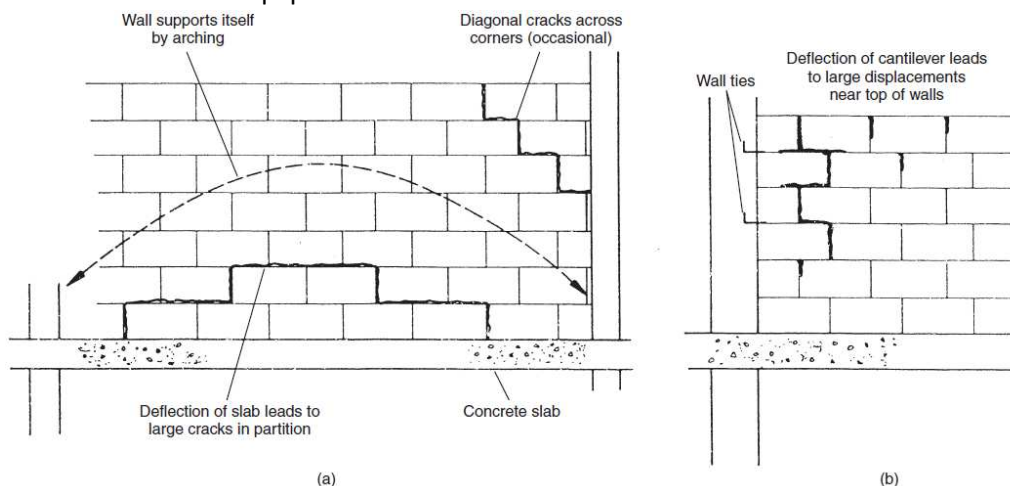 Wall supports itself
by arching
Diagonal cracks across
corners (occasional)
Deflection of slab leads to
large cracks in partition
Concrete slab
(a)
Wall ties
Deflection of cantilever leads
to large displacements
near top of walls
(b)